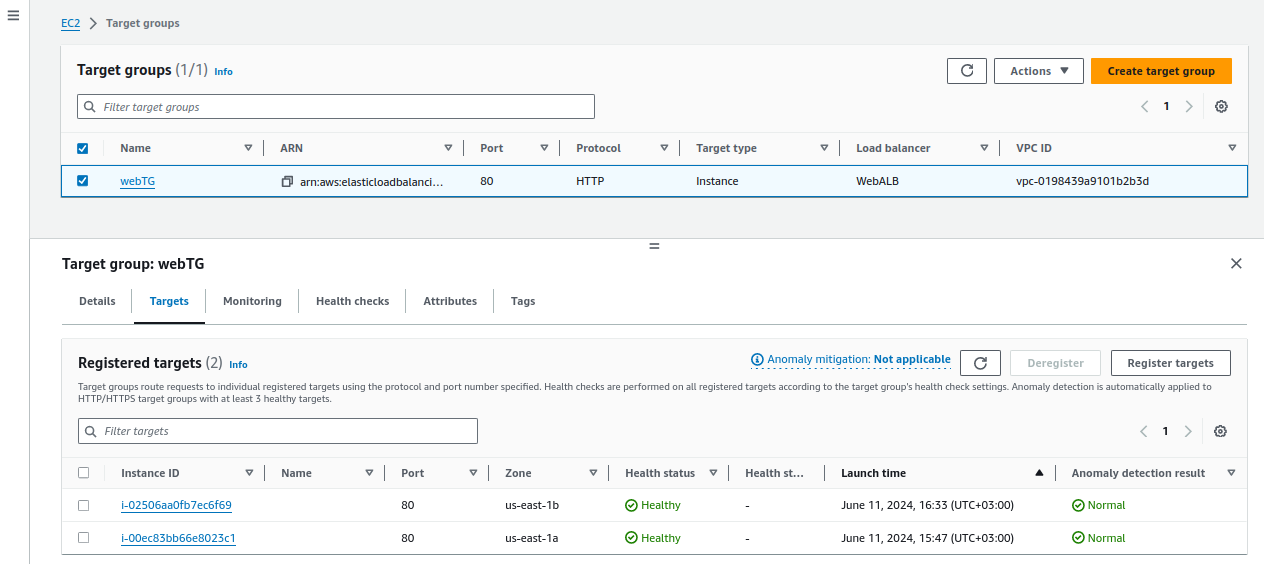 EC2 > Target groups
Target groups (1/1) Info
Actions
Create target group
Filter target groups
1
Name ARN Port Protocol Target type Load balancer VPC ID
webTG arn:aws:elasticloadbalanci... 80 HTTP Instance WebALB vpc-0198439a9101b2b3d
Target group: webTG
Details Targets Monitoring Health checks Attributes Tags
Registered targets (2) Info
Anomaly mitigation: Not applicable
Deregister
Register targets
Target groups route requests to individual registered targets using the protocol and port number specified. Health checks are performed on all registered targets according to the target group's health check settings. Anomaly detection is automatically applied to
HTTP/HTTPS target groups with at least 3 healthy targets.
Filter targets
1
Instance ID Name Port Zone Health status Health st... Launch time Anomaly detection result
i-02506aa0fb7ec6f69 80 us-east-1b Healthy - June 11, 2024, 16:33 (UTC+03:00) Normal
i-00ec83bb66e8023c1 80 us-east-1a Healthy - June 11, 2024, 15:47 (UTC+03:00) Normal